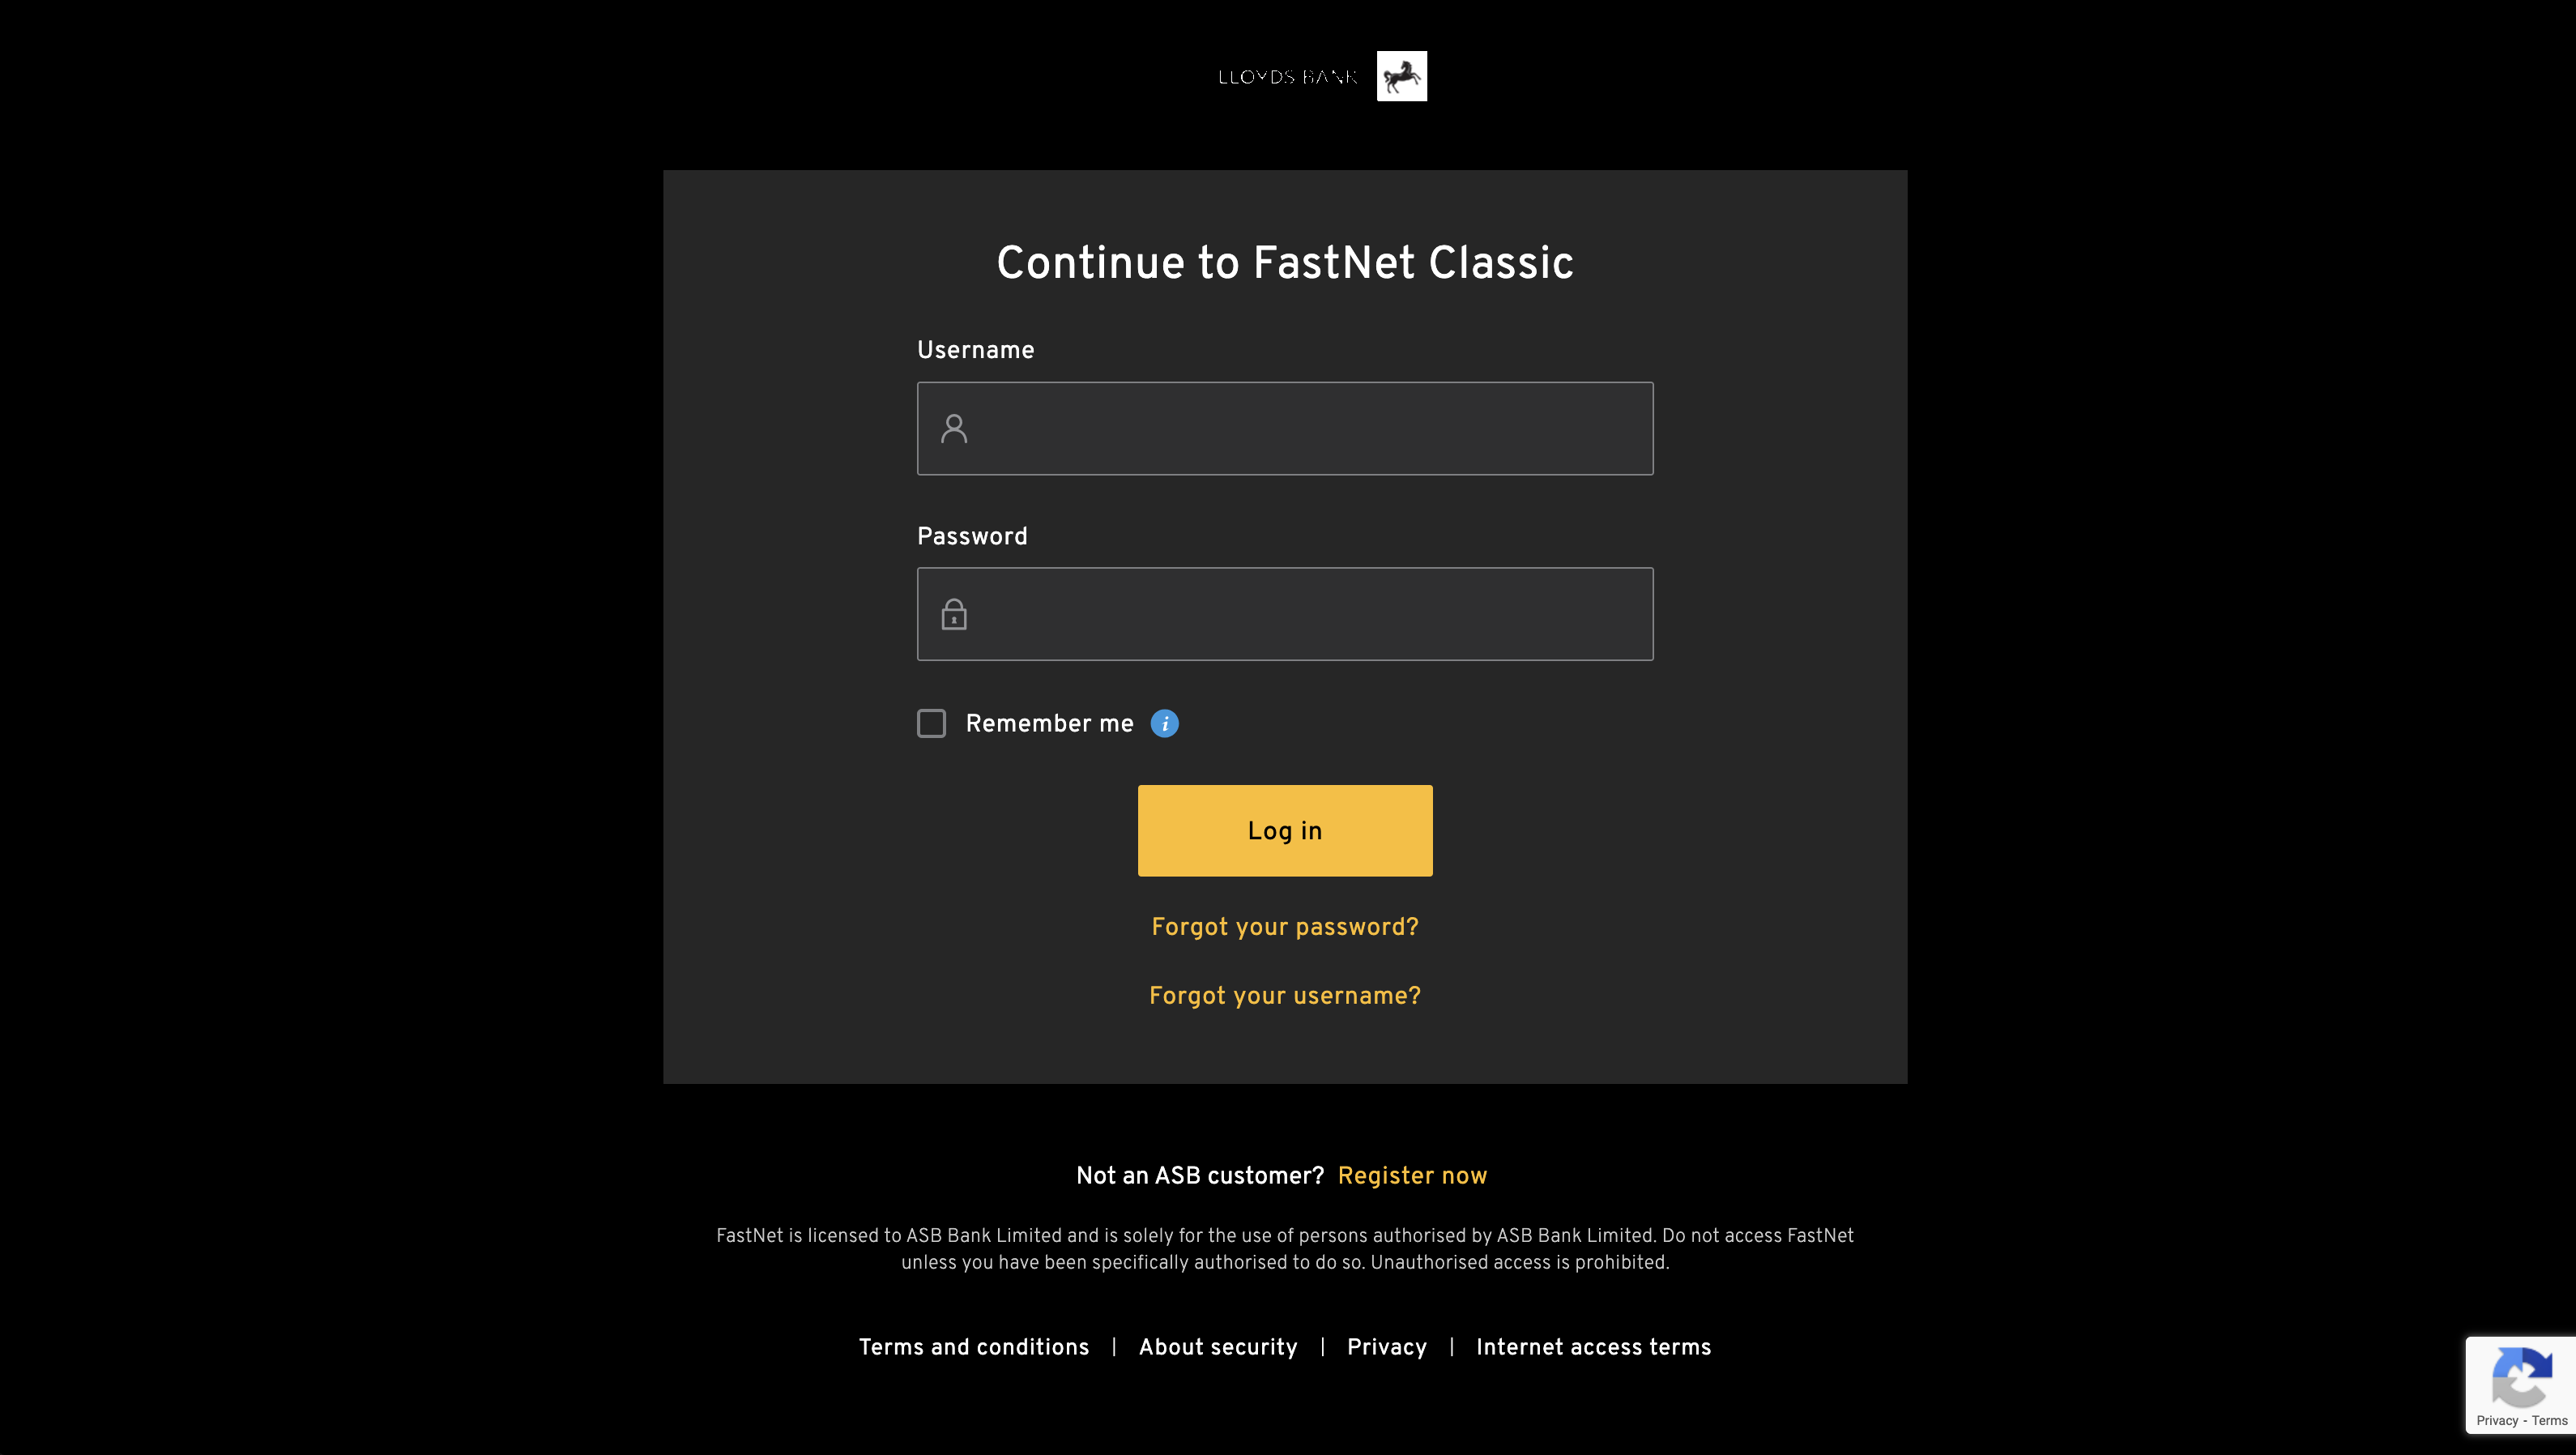 LLOYDS BANK
Continue to FastNet Classic
Username
Password
Remember me i
Log in
Forgot your password?
Forgot your username?
Not an ASB customer? Register now
FastNet is licensed to ASB Bank Limited and is solely for the use of persons authorised by ASB Bank Limited. Do not access FastNet
unless you have been specifically authorised to do so. Unauthorised access is prohibited.
Terms and conditions | About security | Privacy | Internet access terms
Privacy - Terms